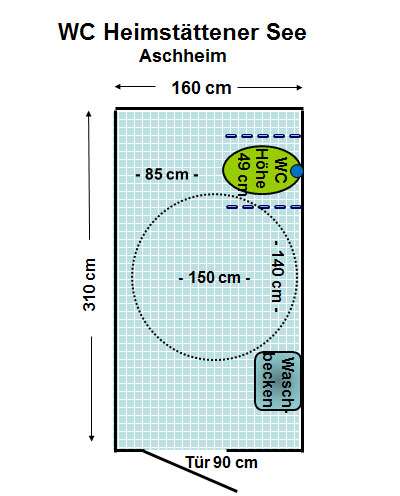 WC Heimstättener See
Aschheim
160 cm
WC
Höhe
49 cm
- 85 cm -
- 140 cm -
- 150 cm -
310 cm
Wasch-
becken
Tür 90 cm